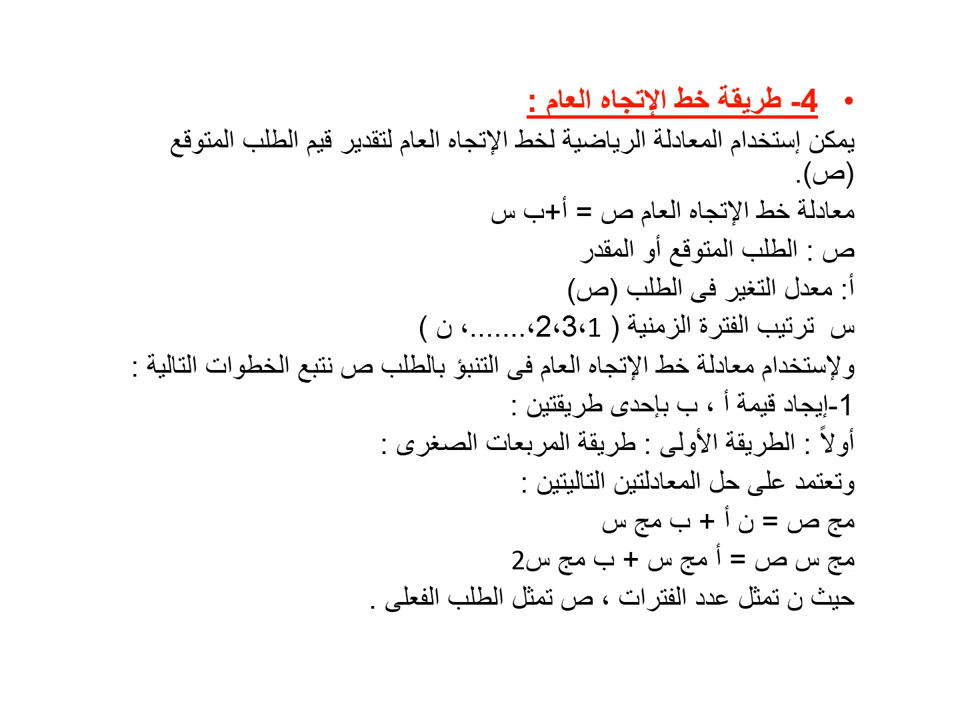 • 4- طريقة خط الإتجاه العام :
يمكن إستخدام المعادلة الرياضية لخط الإتجاه العام لتقدير قيم الطلب المتوقع
(ص).
معادلة خط الإتجاه العام ص = أ+ب س
ص : الطلب المتوقع أو المقدر
أ: معدل التغير فى الطلب (ص)
س ترتيب الفترة الزمنية ( 1،2،3،.......، ن )
ولإستخدام معادلة خط الإتجاه العام فى التنبؤ بالطلب ص نتبع الخطوات التالية :
1-إيجاد قيمة أ ، ب بإحدى طريقتين :
أولاً : الطريقة الأولى : طريقة المربعات الصغرى :
وتعتمد على حل المعادلتين التاليتين :
مج ص = ن أ + ب مج س
مج س ص = أ مج س + ب مج س2
حيث ن تمثل عدد الفترات ، ص تمثل الطلب الفعلى .